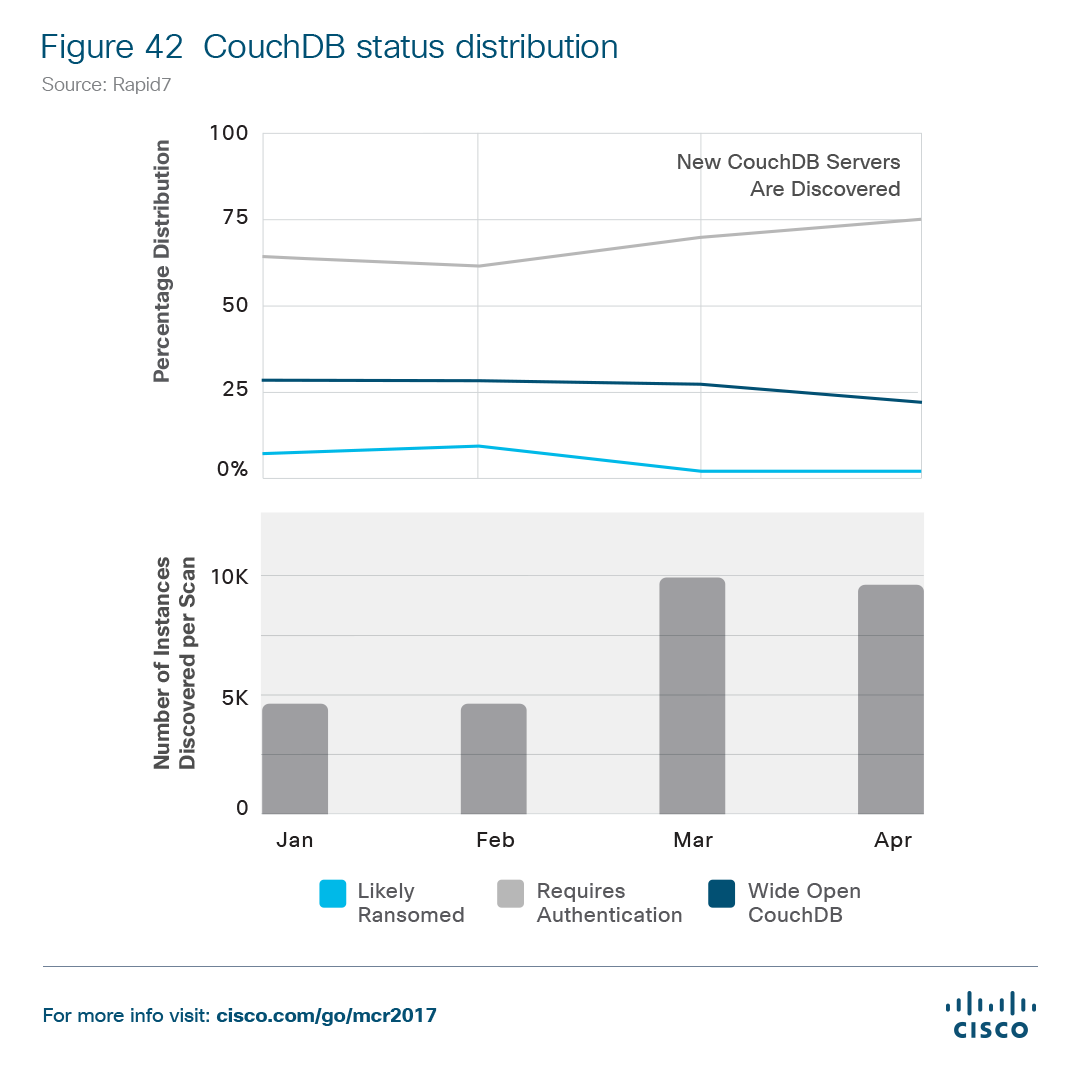 Figure 42  CouchDB status distribution
Source: Rapid7
Percentage Distribution
100
75
50
25
0%
New CouchDB Servers
Are Discovered
Number of Instances
Discovered per Scan
10K
5K
0
Jan
Feb
Mar
Apr
Likely
Ransomed
Requires
Authentication
Wide Open
CouchDB
For more info visit: cisco.com/go/mcr2017
CISCO